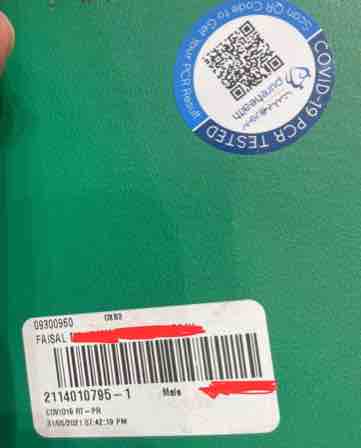 COVID-19 PCR TESTED
Scan QR Code to Get Your PCR Result
purehealth
09300960
FAISAL
2114010795-1 Male
COVID19 RT-PR
31/05/2021 07:42:19 PM